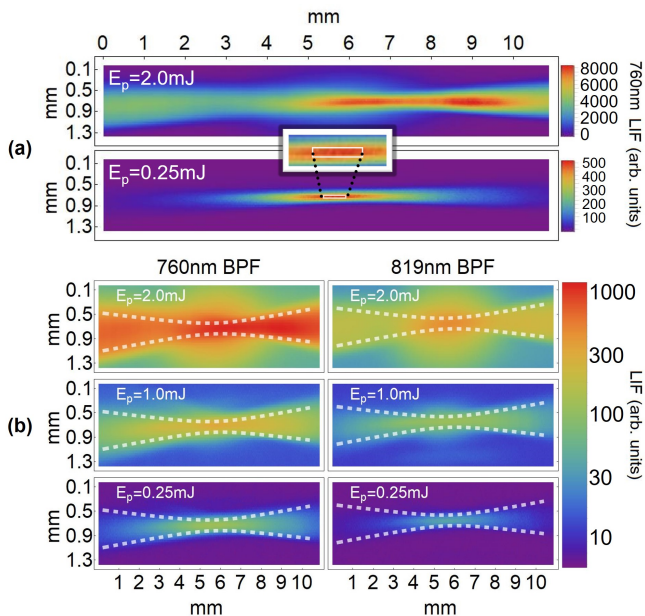 mm
0 1 2 3 4 5 6 7 8 9 10
(a)
mm
0.1
0.5
0.9
1.3
Ep=2.0mJ
8000
6000
4000
2000
0
760nm LIF (arb. units)
mm
0.1
0.5
0.9
1.3
Ep=0.25mJ
500
400
300
200
100
760nm BPF 819nm BPF
(b)
mm
0.1
0.5
0.9
1.3
Ep=2.0mJ Ep=2.0mJ
mm
0.1
0.5
0.9
1.3
Ep=1.0mJ Ep=1.0mJ
mm
0.1
0.5
0.9
1.3
Ep=0.25mJ Ep=0.25mJ
1000
300
100
30
10
LIF (arb. units)
1 2 3 4 5 6 7 8 9 10 1 2 3 4 5 6 7 8 9 10
mm mm